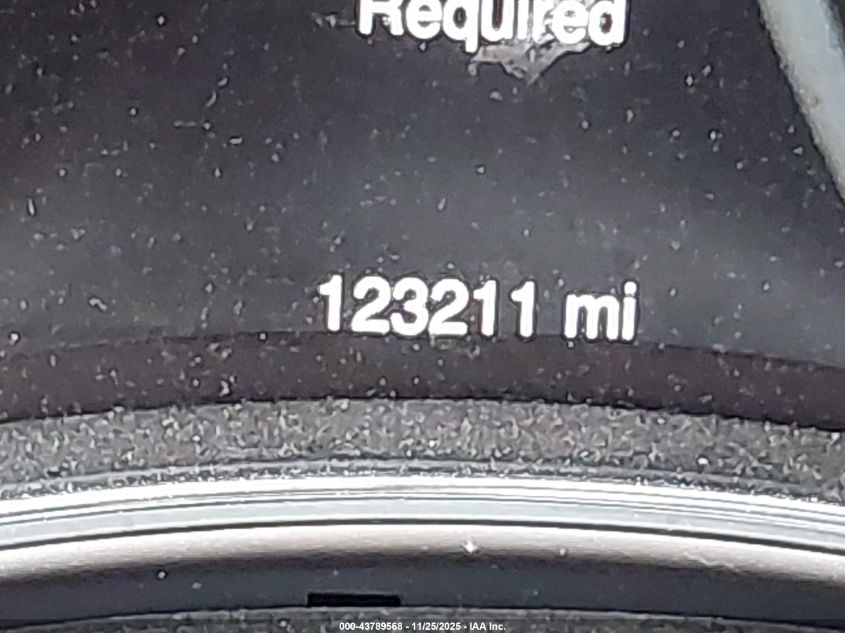 Required
123211 mi
000-43789568 - 11/25/2025 - IAA Inc.